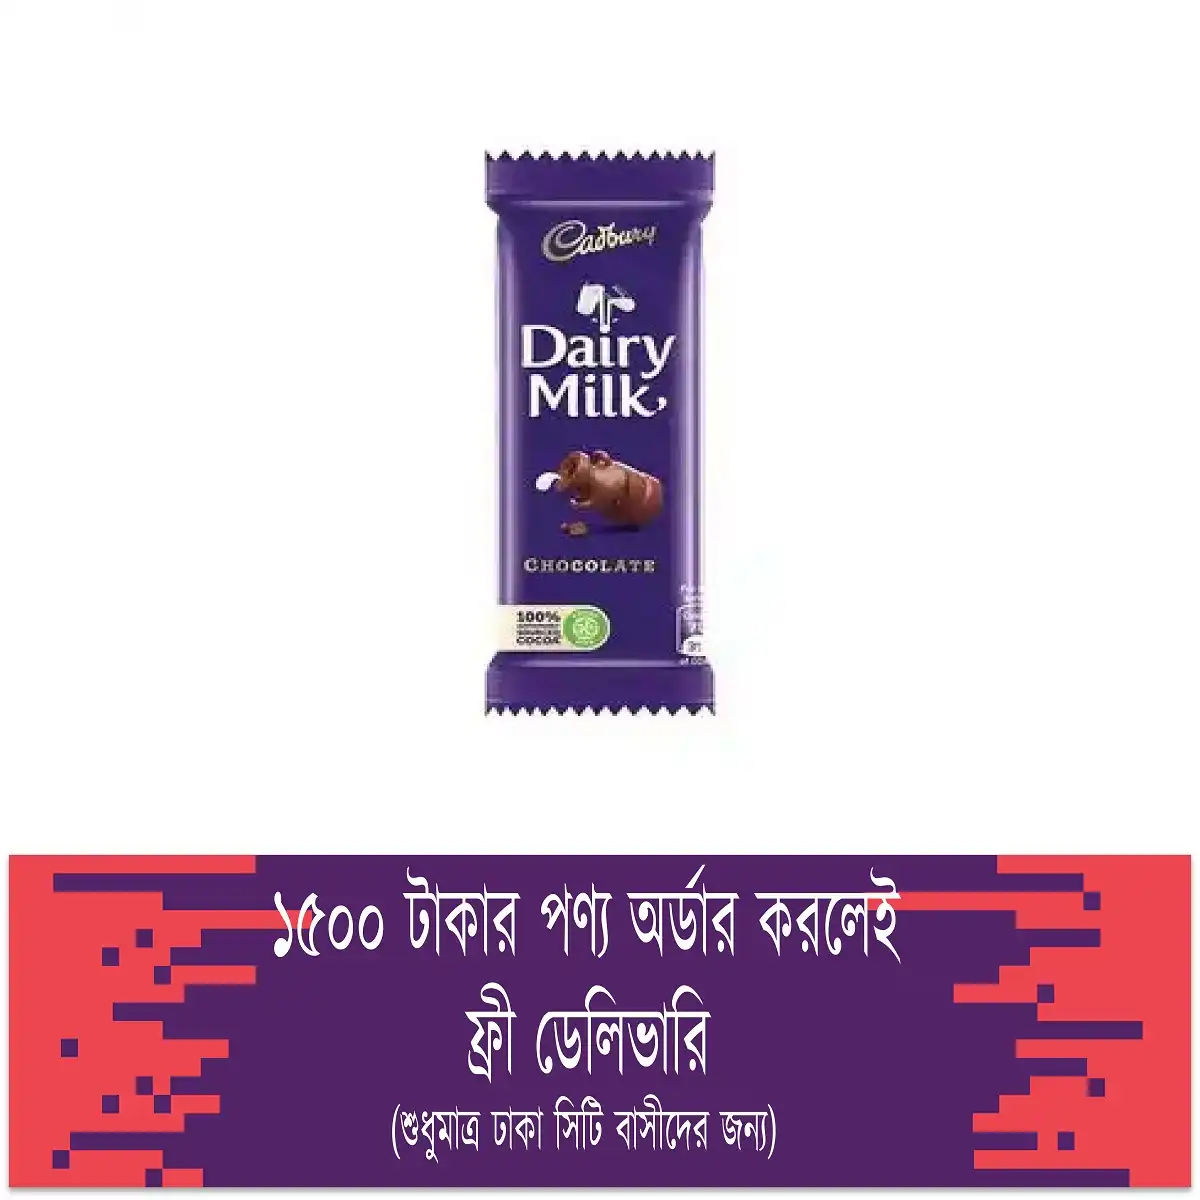 Cadbury
Dairy
Milk
CHOCOLATE
100%
COCOA
১৫০০ টাকার পণ্য অর্ডার করলেই
ফ্রী ডেলিভারি
(শুধুমাত্র ঢাকা সিটি বাসীদের জন্য)